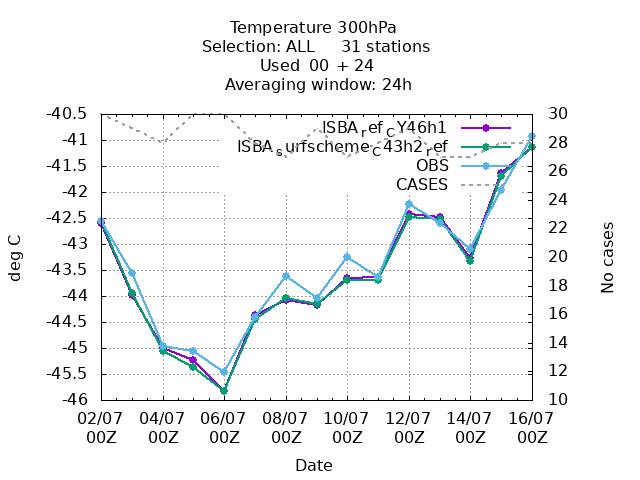 Temperature 300hPa
Selection: ALL 31 stations
Used 00 + 24
Averaging window: 24h
-40.5
-41
-41.5
-42
-42.5
-43
-43.5
-44
-44.5
-45
-45.5
-46
deg C
ISBA_ref_CY46h1
ISBA_surfscheme_C43h2_ref
OBS
CASES
30
28
26
24
22
20
18
16
14
12
10
No cases
02/07 04/07 06/07 08/07 10/07 12/07 14/07 16/07
00Z 00Z 00Z 00Z 00Z 00Z 00Z 00Z
Date